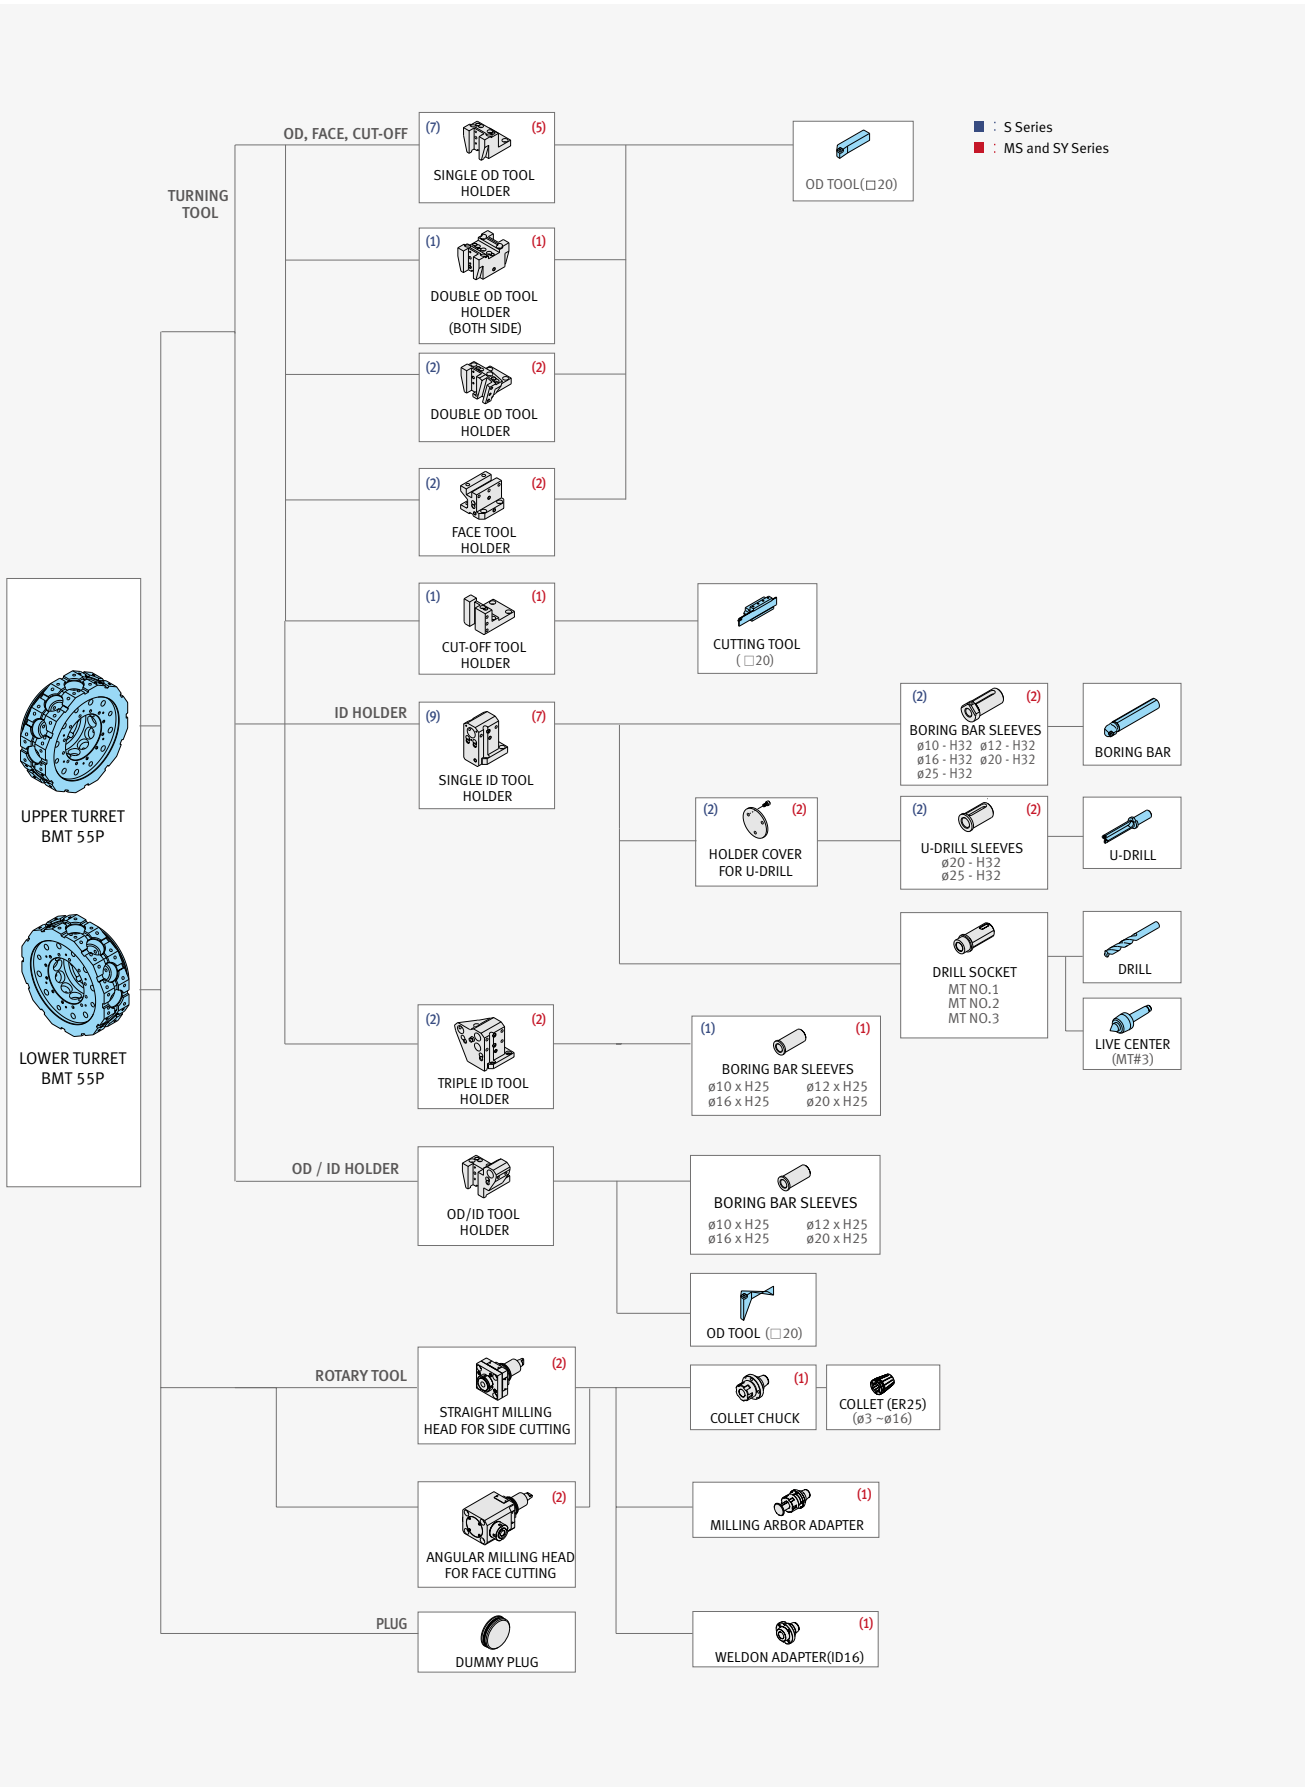 OD, FACE, CUT-OFF
(7) (5)
SINGLE OD TOOL
HOLDER
OD TOOL(□20)
: S Series
: MS and SY Series
TURNING
TOOL
(1) (1)
DOUBLE OD TOOL
HOLDER
(BOTH SIDE)
(2) (2)
DOUBLE OD TOOL
HOLDER
(2) (2)
FACE TOOL
HOLDER
(1) (1)
CUT-OFF TOOL
HOLDER
CUTTING TOOL
( □20)
UPPER TURRET
BMT 55P
LOWER TURRET
BMT 55P
ID HOLDER
(9) (7)
SINGLE ID TOOL
HOLDER
(2) (2)
BORING BAR SLEEVES
ø10 - H32 ø12 - H32
ø16 - H32 ø20 - H32
ø25 - H32
BORING BAR
(2) (2)
HOLDER COVER
FOR U-DRILL
(2) (2)
U-DRILL SLEEVES
ø20 - H32
ø25 - H32
U-DRILL
DRILL SOCKET
MT NO.1
MT NO.2
MT NO.3
DRILL
LIVE CENTER
(MT#3)
(2) (2)
TRIPLE ID TOOL
HOLDER
(1) (1)
BORING BAR SLEEVES
ø10 x H25 ø12 x H25
ø16 x H25 ø20 x H25
OD / ID HOLDER
OD/ID TOOL
HOLDER
BORING BAR SLEEVES
ø10 x H25 ø12 x H25
ø16 x H25 ø20 x H25
OD TOOL (□20)
ROTARY TOOL
(2)
STRAIGHT MILLING
HEAD FOR SIDE CUTTING
(1)
COLLET CHUCK
COLLET (ER25)
(ø3 ~ø16)
(2)
ANGULAR MILLING HEAD
FOR FACE CUTTING
(1)
MILLING ARBOR ADAPTER
PLUG
DUMMY PLUG
(1)
WELDON ADAPTER(ID16)